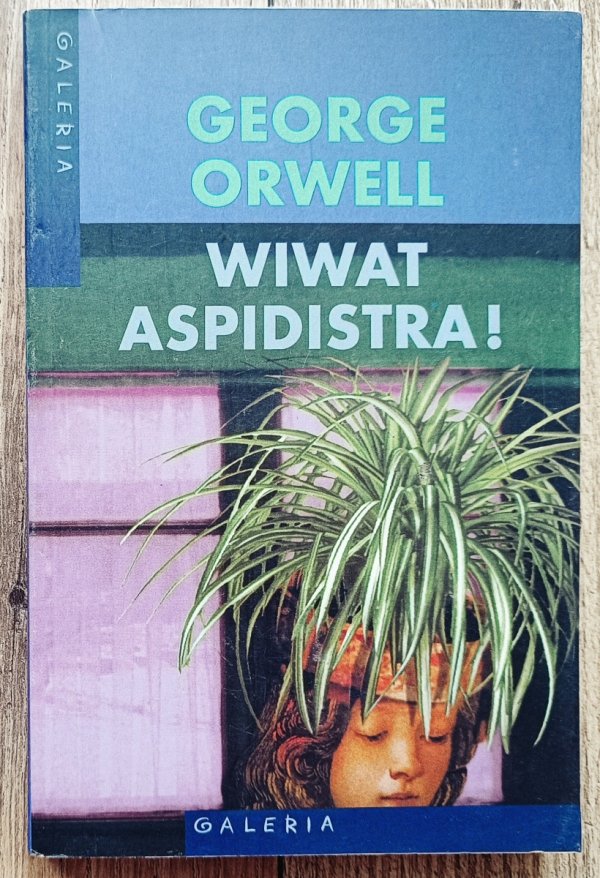 GALERIA
GEORGE
ORWELL
WIWAT
ASPIDISTRA!
GALERIA